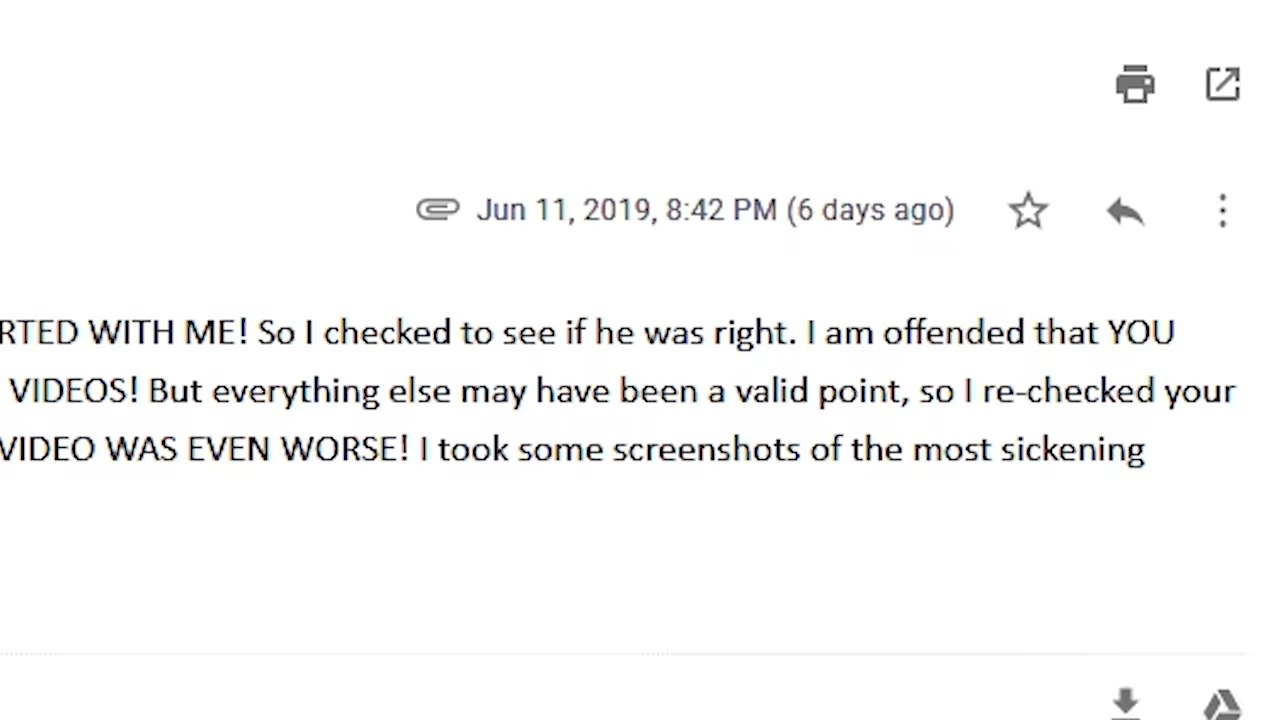 Jun 11, 2019, 8:42 PM (6 days ago)
RTED WITH ME! So I checked to see if he was right. I am offended that YOU
VIDEOS! But everything else may have been a valid point, so I re-checked your
VIDEO WAS EVEN WORSE! I took some screenshots of the most sickening